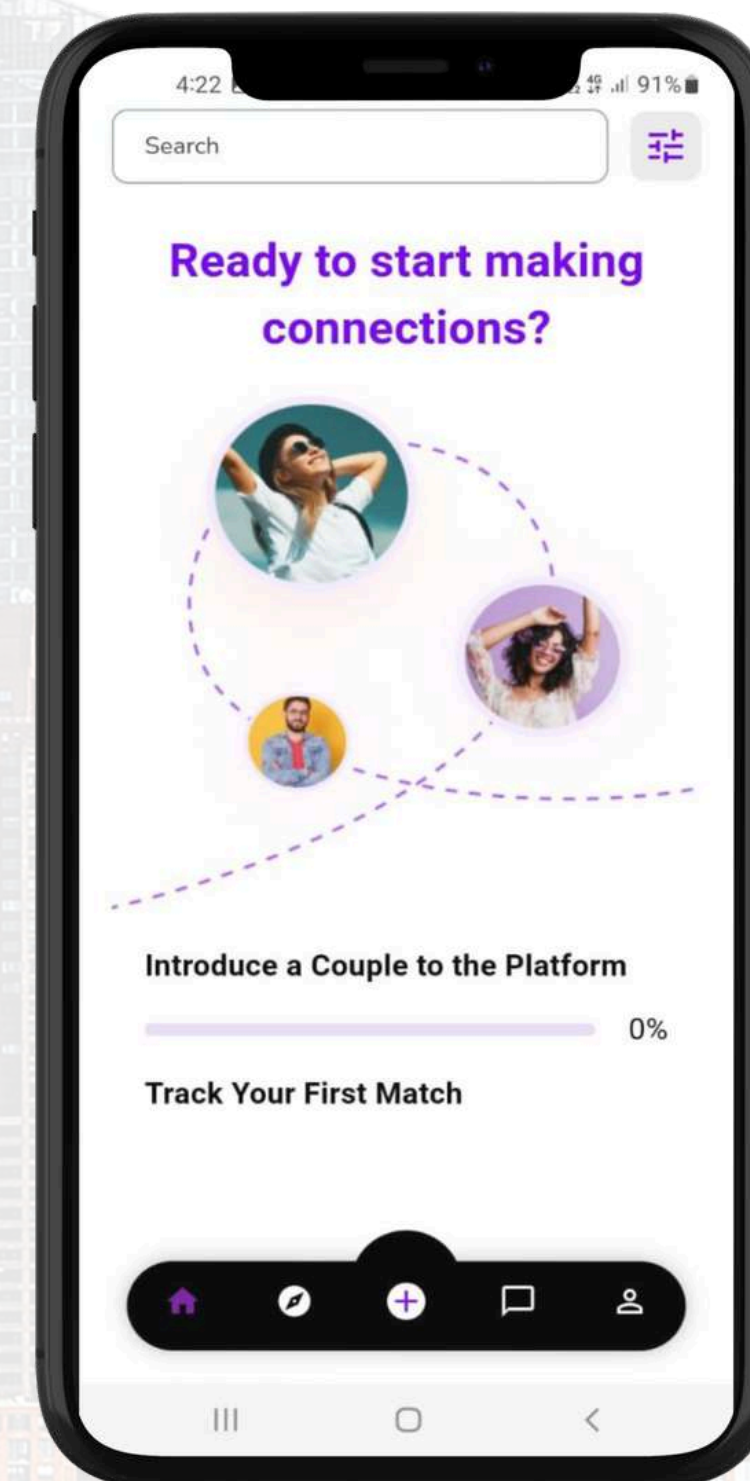 4:22
4G 91%
Search
Ready to start making
connections?
Introduce a Couple to the Platform
0%
Track Your First Match